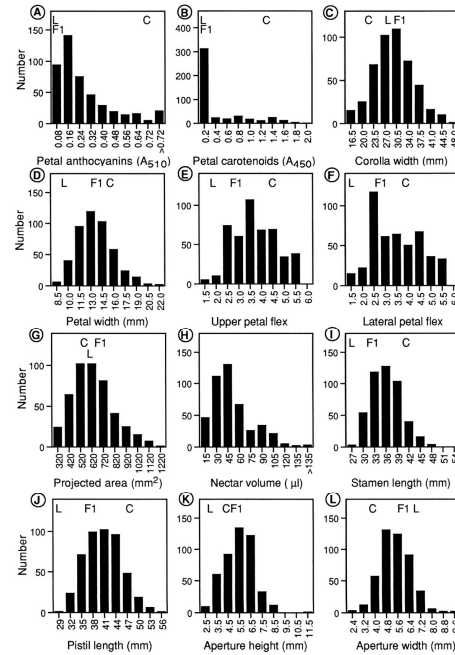 A
L
F1
C
150
100
50
0
Number
0.08 0.16 0.24 0.32 0.40 0.48 0.56 0.64 0.72 >0.72
Petal anthocyanins (A510)
B
L
F1
C
400
300
200
100
0
0.2 0.4 0.6 0.8 1.0 1.2 1.4 1.6 1.8 2.0
Petal carotenoids (A450)
C
C L F1
100
50
0
16.5 20.0 23.5 27.0 30.5 34.0 37.5 41.0 44.5 48.0
Corolla width (mm)
D
L F1 C
150
100
50
0
Number
8.5 10.0 11.5 13.0 14.5 16.0 17.5 19.0 20.5 22.0
Petal width (mm)
E
L F1 C
100
50
0
1.5 2.0 2.5 3.0 3.5 4.0 4.5 5.0 5.5 6.0
Upper petal flex
F
L F1 C
100
50
0
1.5 2.0 2.5 3.0 3.5 4.0 4.5 5.0 5.5
Lateral petal flex
G
C F1
L
100
50
0
Number
320 420 520 620 720 820 920 1020 1120 1220
Projected area (mm2)
H
150
100
50
0
15 30 45 60 75 90 105 120 135 >135
Nectar volume ( µl)
I
L F1 C
150
100
50
0
27 30 33 36 39 42 45 48 51
Stamen length (mm)
J
L F1 C
100
50
0
Number
29 32 35 38 41 44 47 50 53 56
Pistil length (mm)
K
L C F1
150
100
50
0
2.5 3.5 4.5 5.5 6.5 7.5 8.5 9.5 10.5 11.5
Aperture height (mm)
L
C F1 L
150
100
50
0
2.4 3.2 4.0 4.8 5.6 6.4 7.2 8.0 8.8
Aperture width (mm)